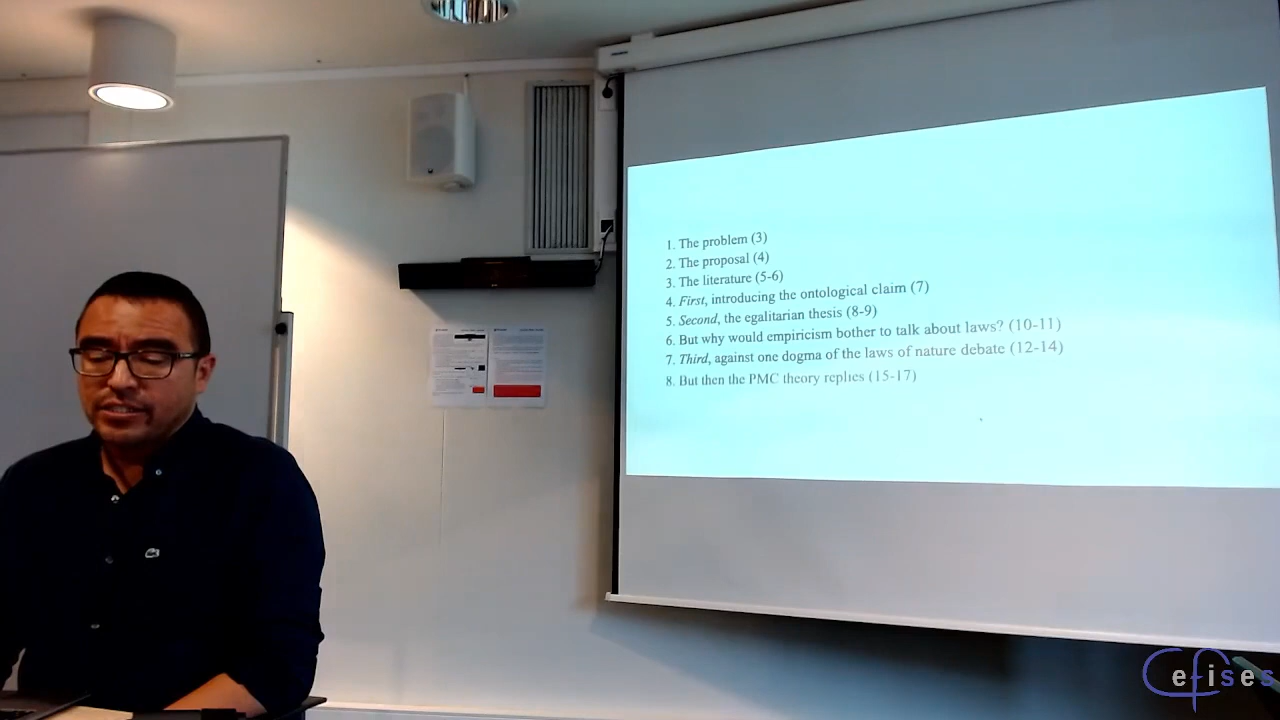 1. The problem (3)
2. The proposal (4)
3. The literature (5-6)
4. First, introducing the ontological claim (7)
5. Second, the egalitarian thesis (8-9)
6. But why would empiricism bother to talk about laws? (10-11)
7. Third, against one dogma of the laws of nature debate (12-14)
8. But then the PMC theory replies (15-17)
Cefises